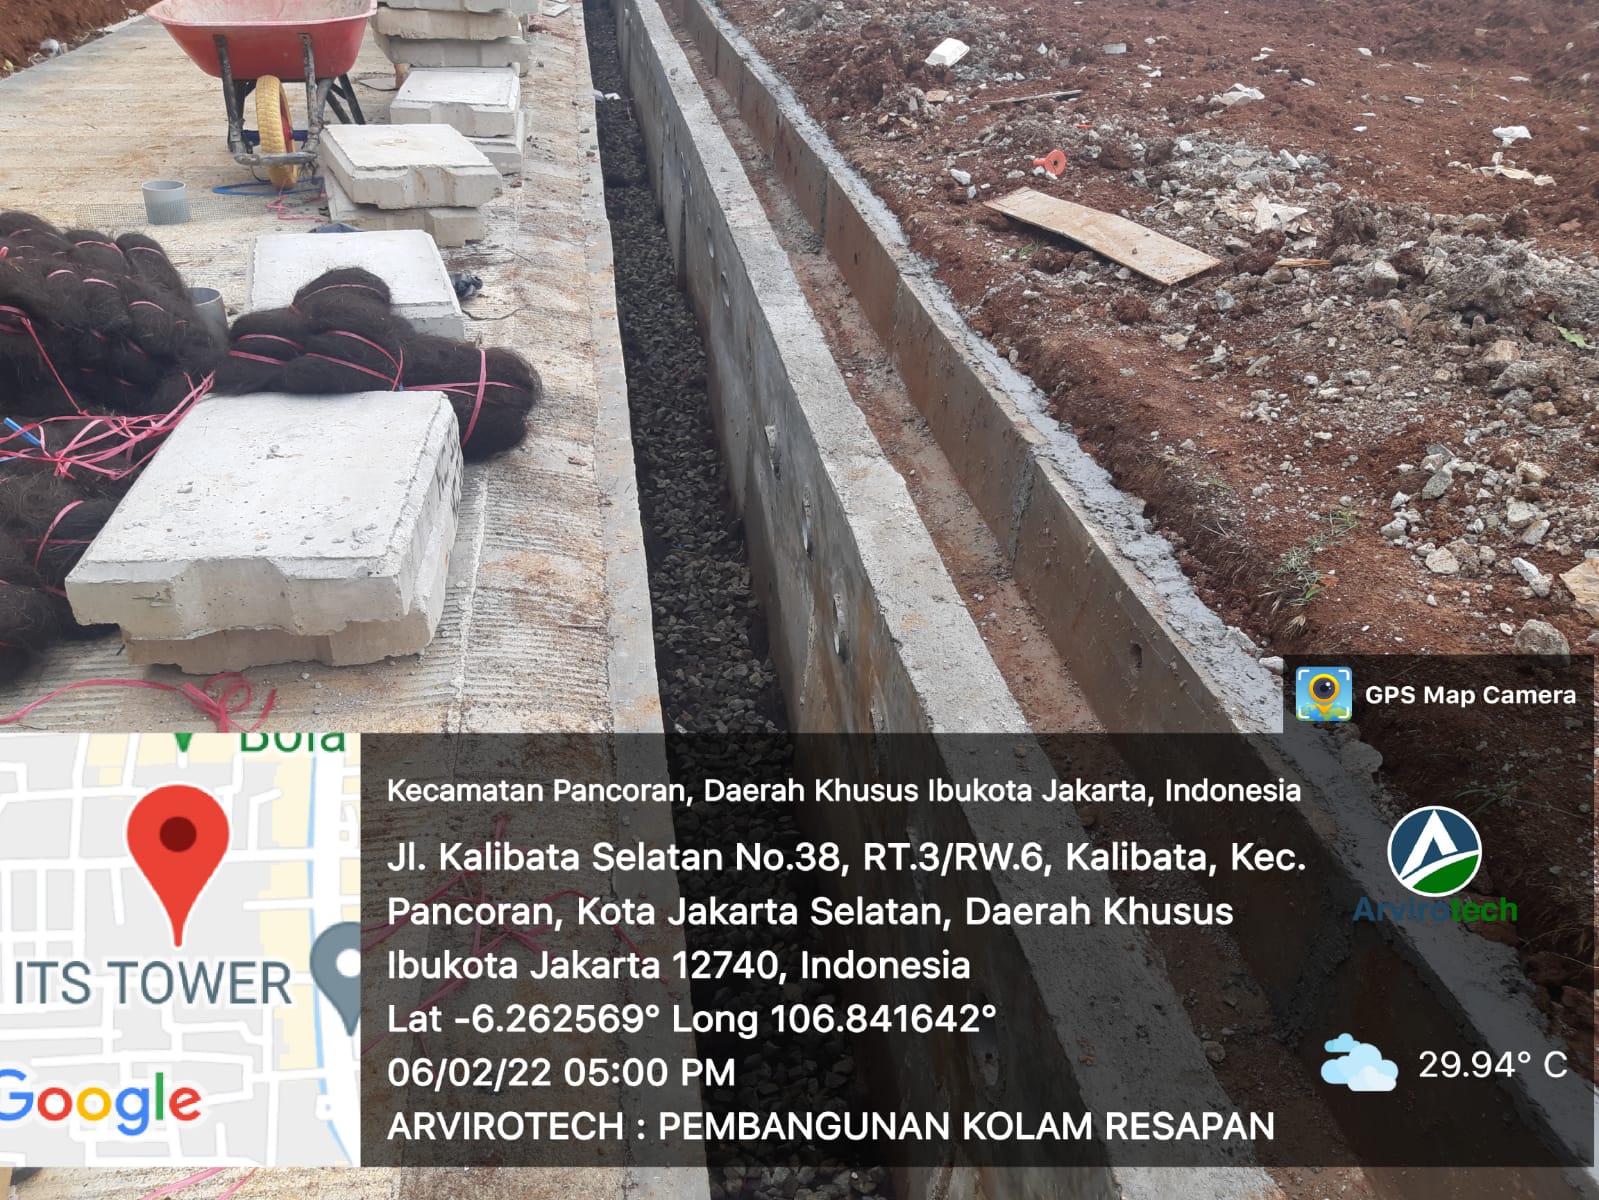 GPS Map Camera
Bola
ITS TOWER
Google
Kecamatan Pancoran, Daerah Khusus Ibukota Jakarta, Indonesia
Jl. Kalibata Selatan No.38, RT.3/RW.6, Kalibata, Kec.
Pancoran, Kota Jakarta Selatan, Daerah Khusus
Ibukota Jakarta 12740, Indonesia
Lat -6.262569° Long 106.841642°
06/02/22 05:00 PM
ARVIROTECH : PEMBANGUNAN KOLAM RESAPAN
Arvirotech
29.94° C